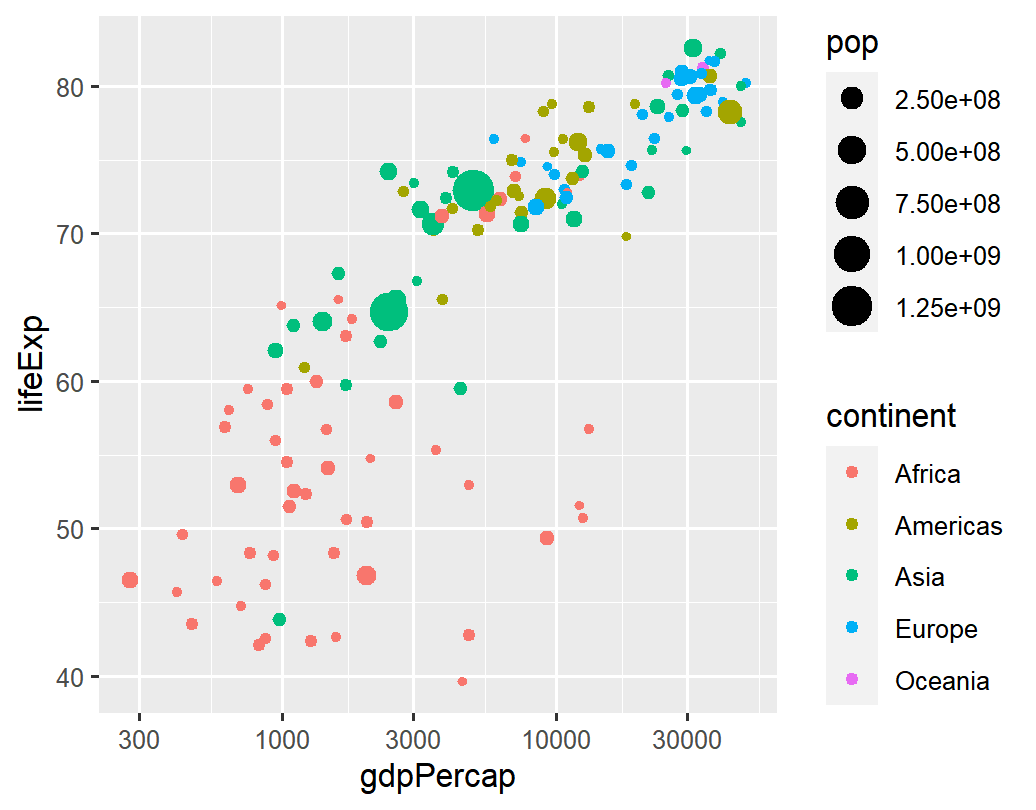 80
70
60
50
40
lifeExp
300 1000 3000 10000 30000
gdpPercap
pop
2.50e+08
5.00e+08
7.50e+08
1.00e+09
1.25e+09
continent
Africa
Americas
Asia
Europe
Oceania